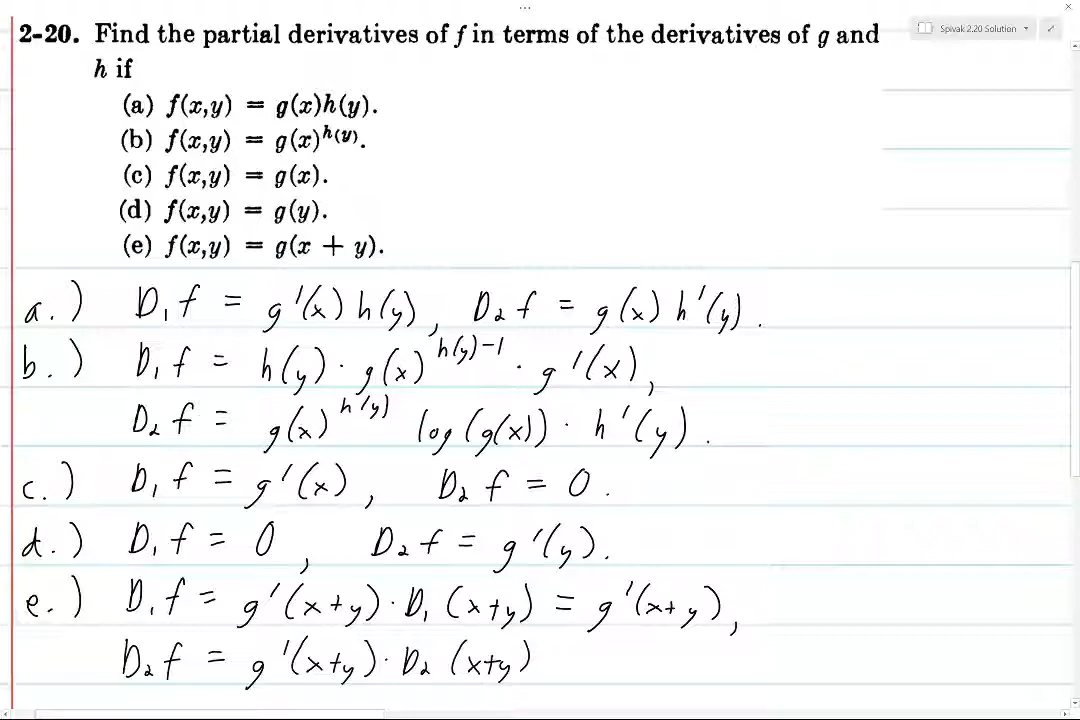 2-20. Find the partial derivatives of f in terms of the derivatives of g and
Spivak 2.20 Solution
h if
(a) f(x,y) = g(x)h(y).
(b) f(x,y) = g(x)^h(y).
(c) f(x,y) = g(x).
(d) f(x,y) = g(y).
(e) f(x,y) = g(x + y).
a.) D₁f = g'(x)h(y), D₂f = g(x)h'(y).
b.) D₁f = h(y)·g(x)^h(y)-1 · g'(x),
D₂f = g(x)^h(y) log(g(x))· h'(y).
c.) D₁f = g'(x), D₂f = 0.
d.) D₁f = 0, D₂f = g'(y).
e.) D₁f = g'(x+y)·D₁(x+y) = g'(x+y),
D₂f = g'(x+y)·D₂(x+y)